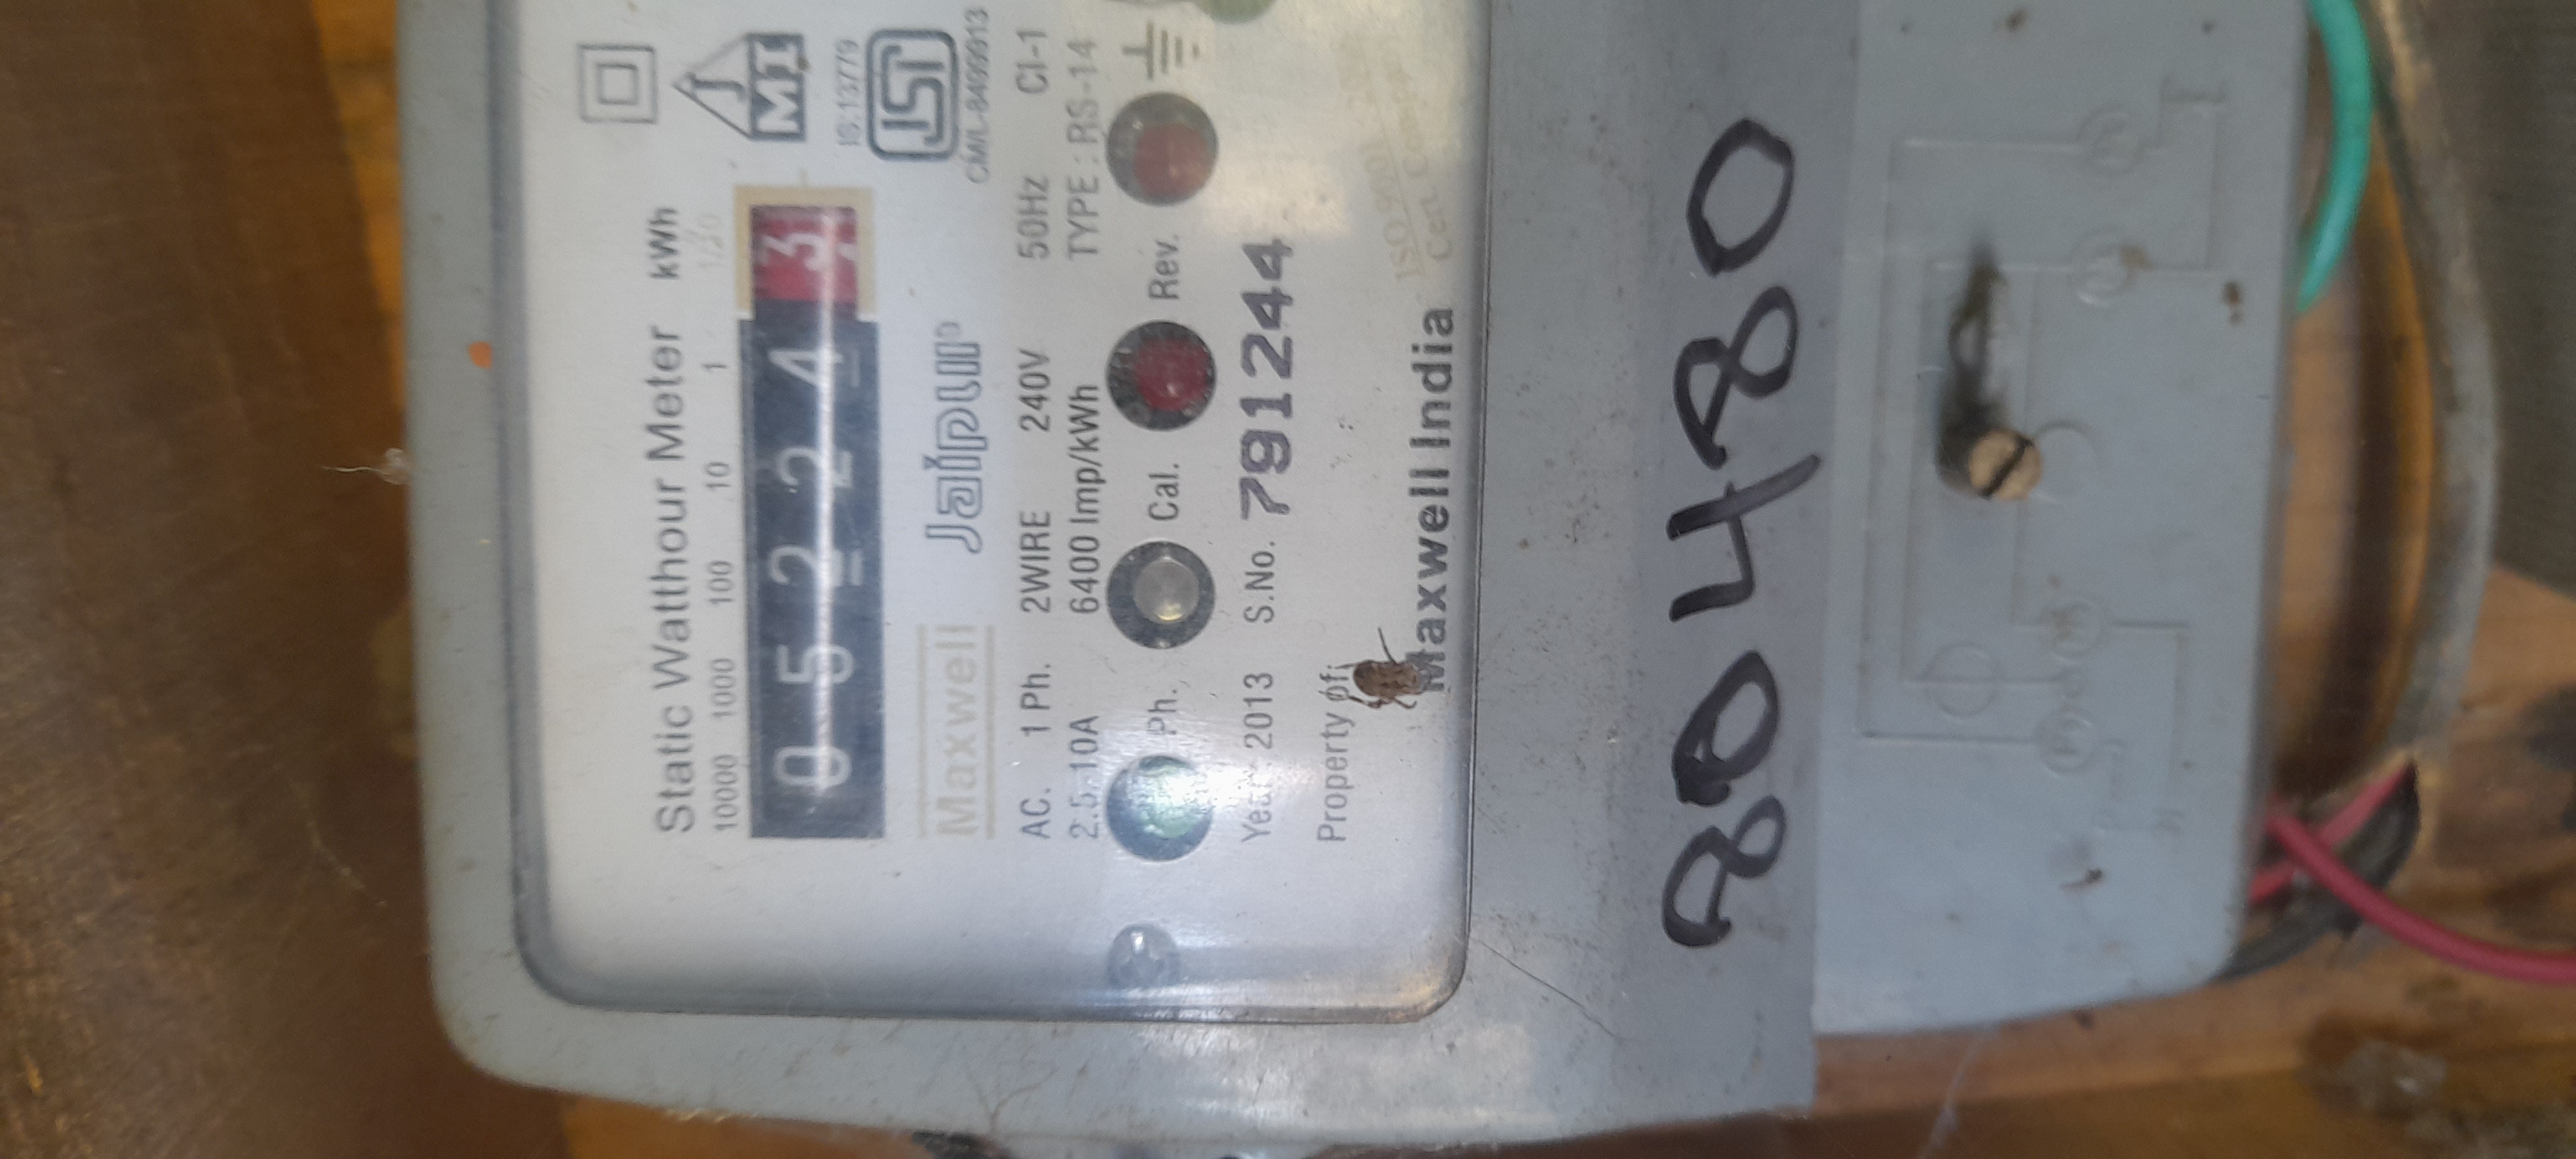 Static Watthour Meter kWh
10000 1000 100 10 1 1/10
0 5 2 2 4 3
Maxwell Jaipur
MI
IS:13779
ISI
AC. 1 Ph. 2WIRE 240V 50Hz Cl-1
2.5-10A 6400 Imp/kWh TYPE : RS-14
Ph. Cal. Rev.
Year 2013 S.No. 791244
Property of
Maxwell India
80480